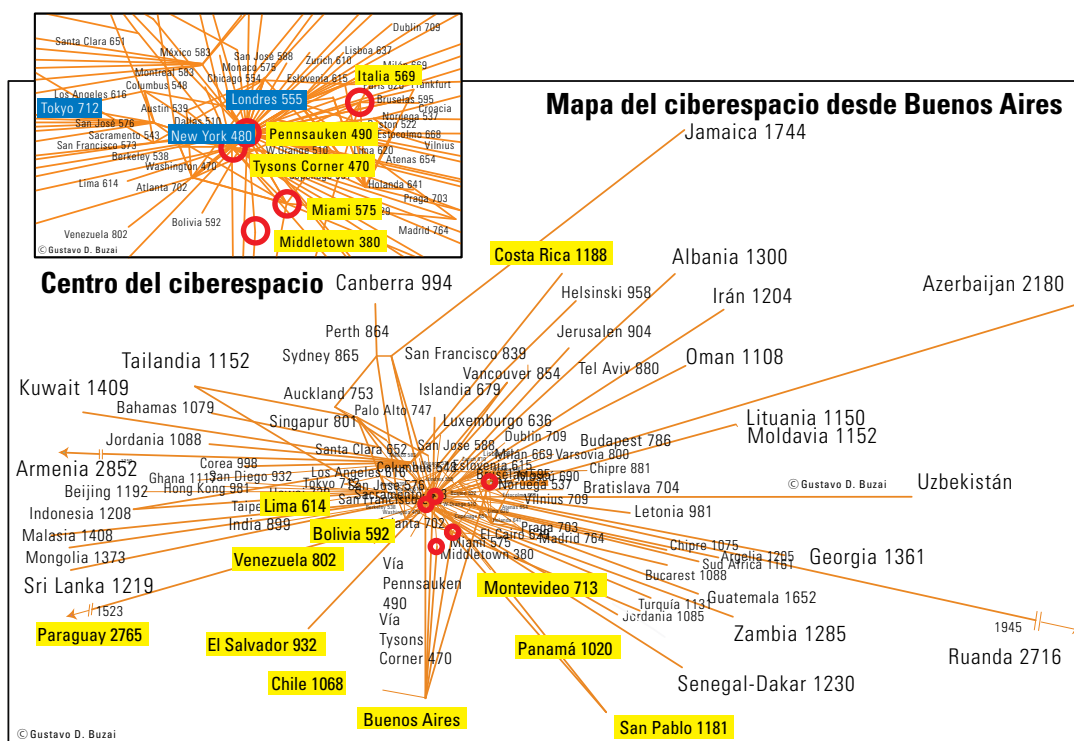 Dublin 709
Santa Clara 651
México 583
San José 588
Lisboa 637
Mónaco 575
Zurich 610
Montreal 583
Chicago 554
Eslovenia 615
Italia 569
Columbus 548
Frankfurt
Los Angeles 616
Londres 555
Bruselas 595
Tokyo 712
Austin 539
Croacia
Dallas 510
Noruega 537
San José 576
New York 480
Pennsauken 490
Sacramento 543
Estocolmo 668
San Francisco 573
W.Orange 510
Lima 620
Vilnius
Berkeley 538
Atenas 654
Washington 470
Tysons Corner 470
Lima 614
Atlanta 702
Holanda 641
Praga 703
Miami 575
Bolivia 592
Venezuela 802
Madrid 764
Middletown 380
© Gustavo D. Buzai
Mapa del ciberespacio desde Buenos Aires
Jamaica 1744
Centro del ciberespacio
Costa Rica 1188
Albania 1300
Canberra 994
Helsinki 958
Irán 1204
Azerbaijan 2180
Perth 864
Jerusalen 904
Sydney 865
San Francisco 839
Oman 1108
Tailandia 1152
Vancouver 854
Tel Aviv 880
Kuwait 1409
Auckland 753
Islandia 679
Bahamas 1079
Palo Alto 747
Singapur 801
Luxemburgo 636
Lituania 1150
Jordania 1088
Dublin 709
Budapest 786
Moldavia 1152
Santa Clara 652
San Jose 588
Milán 669
Varsovia 800
Armenia 2852
Corea 998
Columbus 548
Eslovenia 615
Chipre 881
Ghana 1117
San Diego 932
Los Angeles 616
Beijing 1192
Hong Kong 981
Tokyo 712
San Jose 576
Noruega 537
Bratislava 704
© Gustavo D. Buzai
Uzbekistán
Indonesia 1208
Lima 614
San Francisco
Vilnius 709
Letonia 981
India 899
Bolivia 592
Malasia 1408
Praga 703
El Cairo
Madrid 764
Chipre 1075
Mongolia 1373
Venezuela 802
Miami 575
Argelia 1205
Georgia 1361
Middletown 380
Sud Africa 1161
Sri Lanka 1219
Vía
Pennsauken
490
Vía
Tysons
Corner 470
Montevideo 713
Bucarest 1088
Guatemala 1652
1523
Turquía 1131
Jordania 1085
Paraguay 2765
El Salvador 932
Zambia 1285
1945
Panamá 1020
Ruanda 2716
Chile 1068
Senegal-Dakar 1230
Buenos Aires
San Pablo 1181
© Gustavo D. Buzai